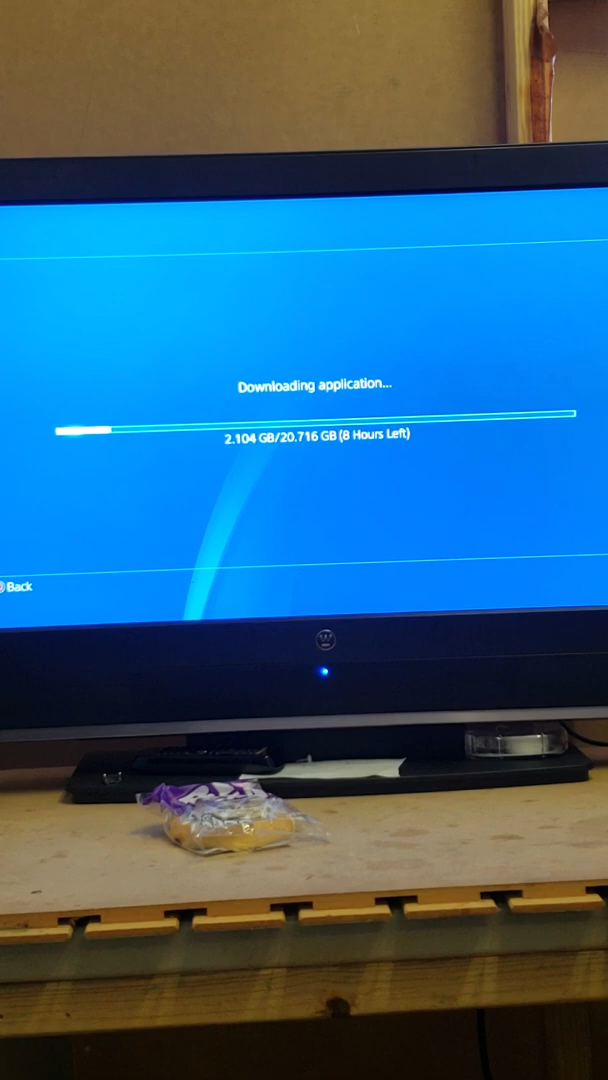 Downloading application...
2.104 GB/20.716 GB (8 Hours Left)
Back
W